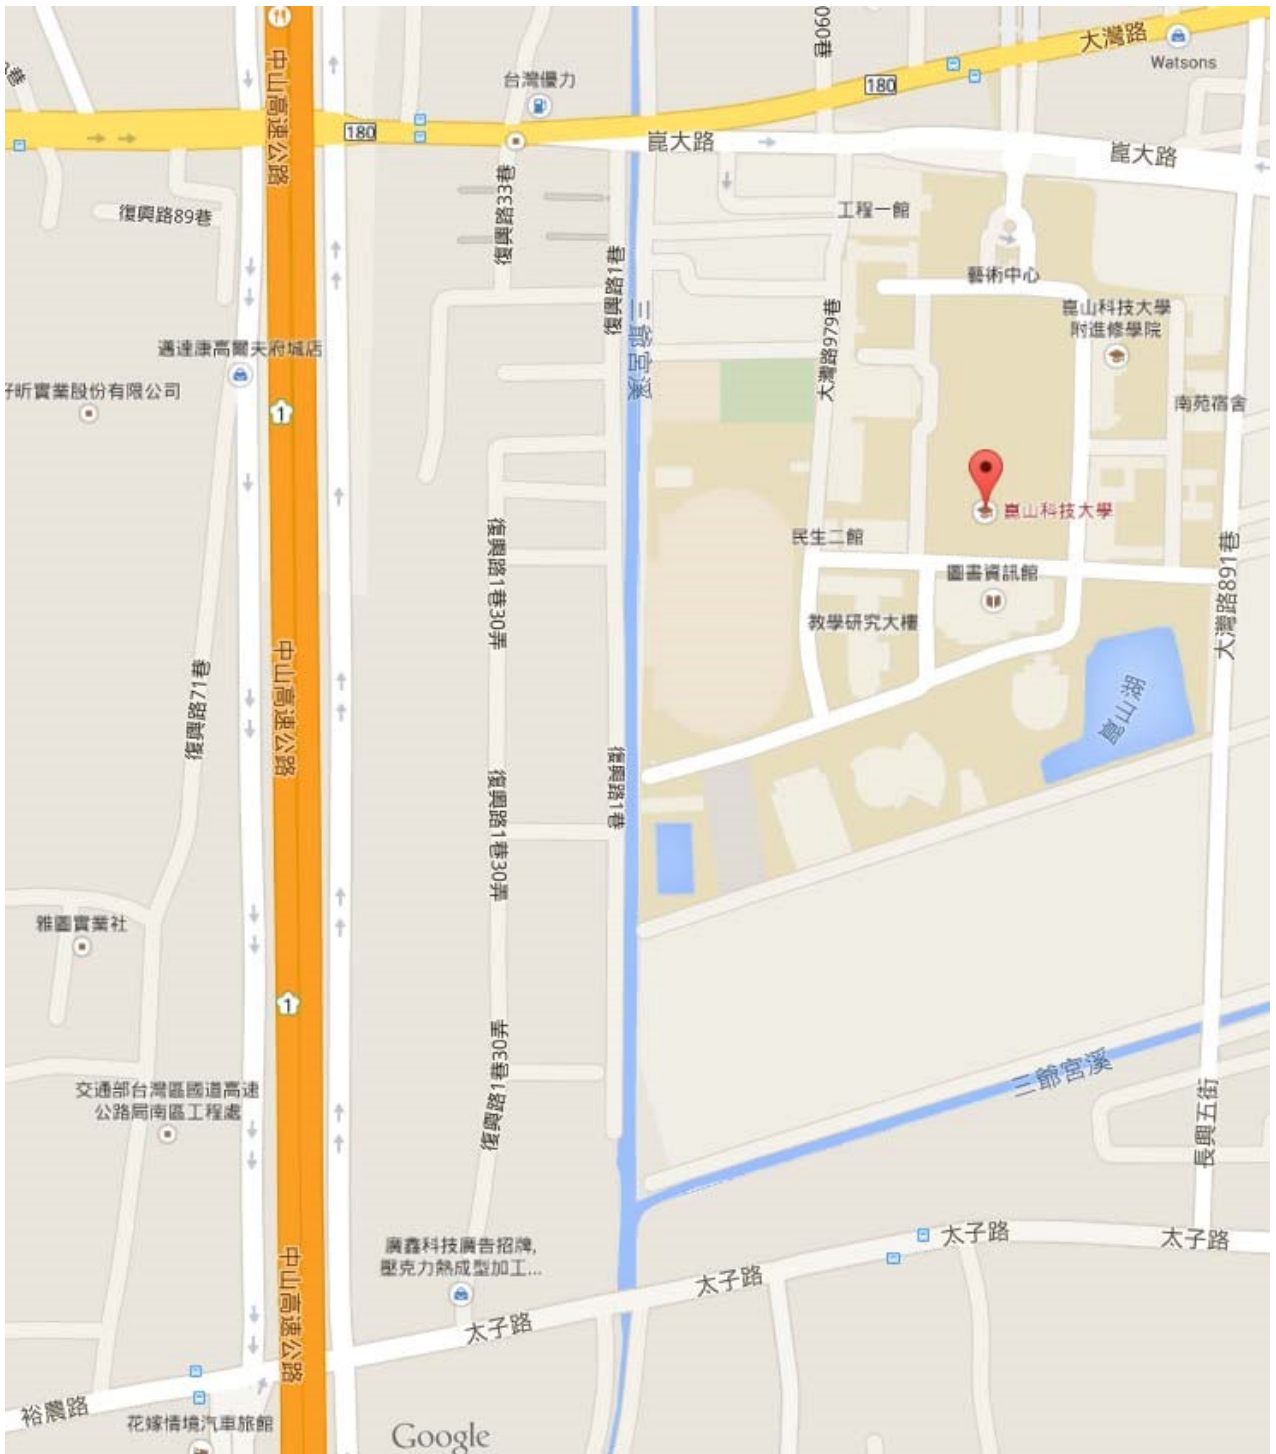 大灣路
Watsons
中山高速公路
台灣優力
180
180
崑大路
崑大路
復興路89巷
復興路33巷
工程一館
復興路1巷
三爺宮溪
藝術中心
崑山科技大學
附進修學院
大灣路979巷
邁達康高爾夫府城店
昕實業股份有限公司
1
南苑宿舍
崑山科技大學
復興路1巷30弄
民生二館
圖書資訊館
大灣路891巷
教學研究大樓
復興路71巷
中山高速公路
崑山湖
復興路1巷
復興路1巷30弄
雅圖實業社
1
復興路1巷30弄
三爺宮溪
交通部台灣區國道高速
公路局南區工程處
長興五街
廣鑫科技廣告招牌,
壓克力熱成型加工...
太子路
太子路
太子路
太子路
中山高速公路
裕農路
花嫁情境汽車旅館
Google